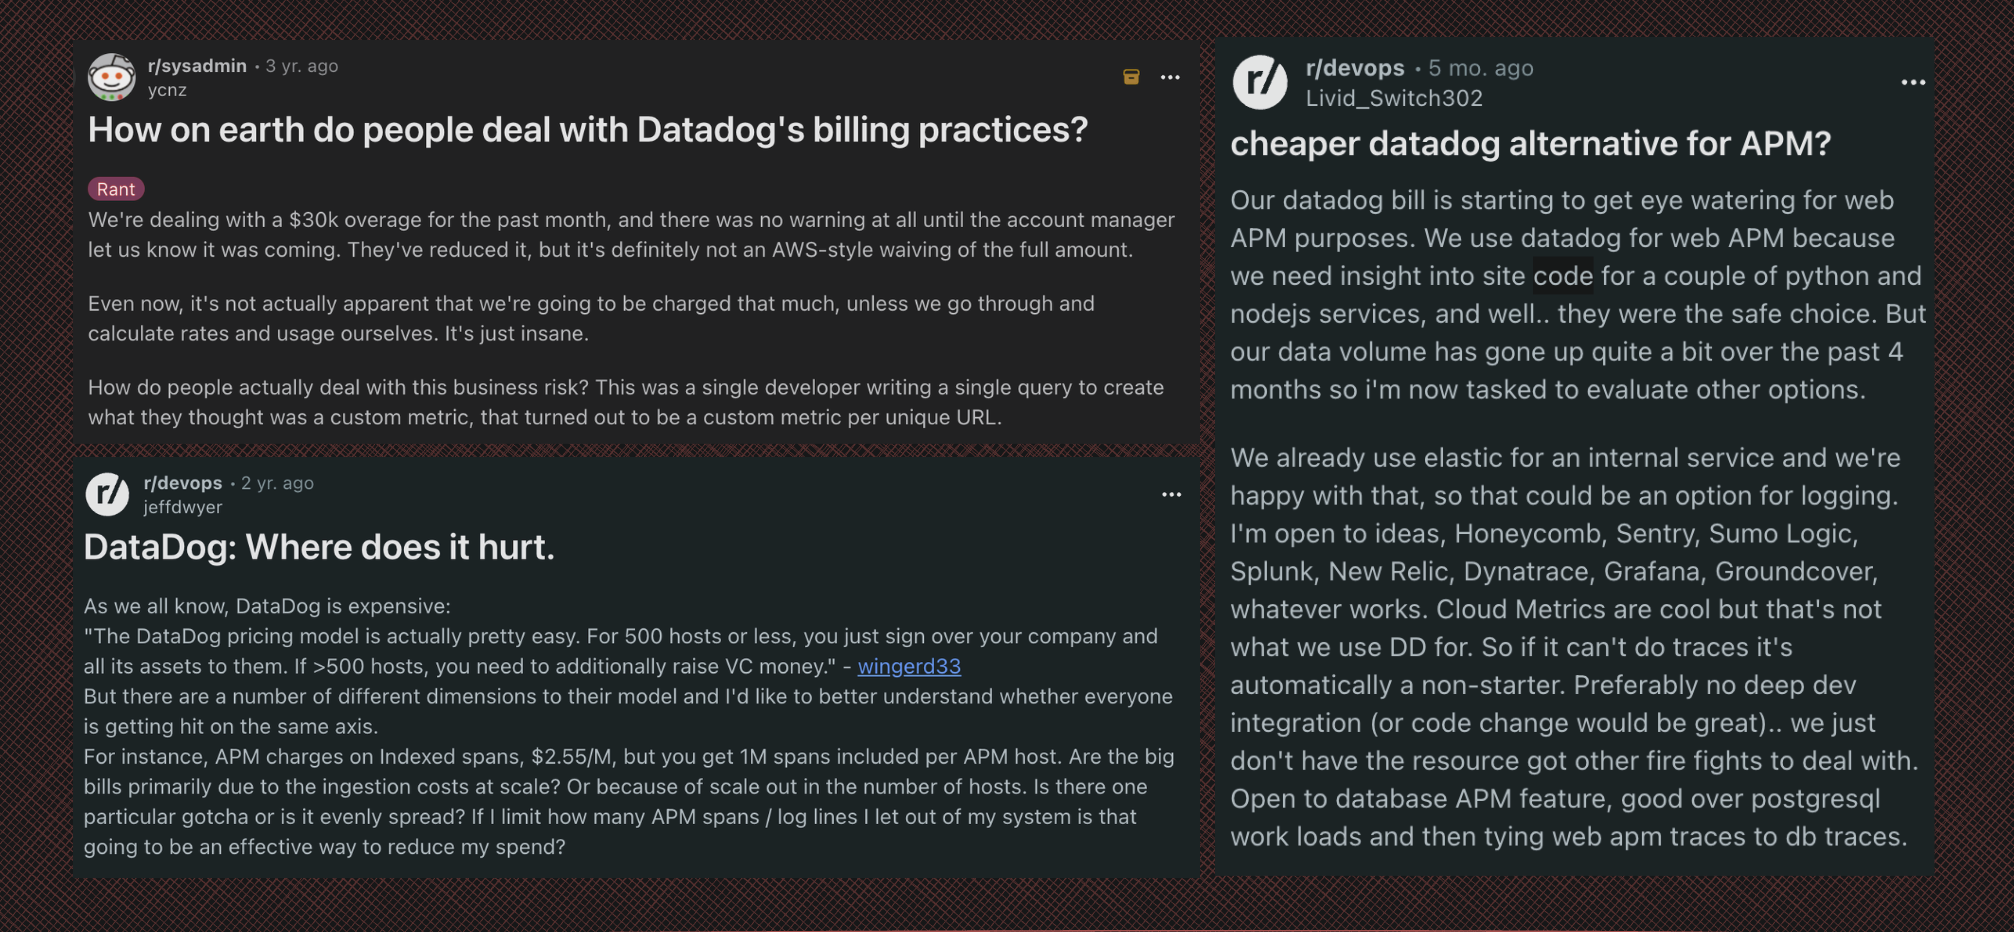 r/sysadmin • 3 yr. ago
ycnz
How on earth do people deal with Datadog's billing practices?
Rant
We're dealing with a $30k overage for the past month, and there was no warning at all until the account manager
let us know it was coming. They've reduced it, but it's definitely not an AWS-style waiving of the full amount.
Even now, it's not actually apparent that we're going to be charged that much, unless we go through and
calculate rates and usage ourselves. It's just insane.
How do people actually deal with this business risk? This was a single developer writing a single query to create
what they thought was a custom metric, that turned out to be a custom metric per unique URL.
r/devops • 2 yr. ago
jeffdwyer
DataDog: Where does it hurt.
As we all know, DataDog is expensive:
"The DataDog pricing model is actually pretty easy. For 500 hosts or less, you just sign over your company and
all its assets to them. If >500 hosts, you need to additionally raise VC money." - wingerd33
But there are a number of different dimensions to their model and I'd like to better understand whether everyone
is getting hit on the same axis.
For instance, APM charges on Indexed spans, $2.55/M, but you get 1M spans included per APM host. Are the big
bills primarily due to the ingestion costs at scale? Or because of scale out in the number of hosts. Is there one
particular gotcha or is it evenly spread? If I limit how many APM spans / log lines I let out of my system is that
going to be an effective way to reduce my spend?
r/devops • 5 mo. ago
Livid_Switch302
cheaper datadog alternative for APM?
Our datadog bill is starting to get eye watering for web
APM purposes. We use datadog for web APM because
we need insight into site code for a couple of python and
nodejs services, and well.. they were the safe choice. But
our data volume has gone up quite a bit over the past 4
months so i'm now tasked to evaluate other options.
We already use elastic for an internal service and we're
happy with that, so that could be an option for logging.
I'm open to ideas, Honeycomb, Sentry, Sumo Logic,
Splunk, New Relic, Dynatrace, Grafana, Groundcover,
whatever works. Cloud Metrics are cool but that's not
what we use DD for. So if it can't do traces it's
automatically a non-starter. Preferably no deep dev
integration (or code change would be great).. we just
don't have the resource got other fire fights to deal with.
Open to database APM feature, good over postgresql
work loads and then tying web apm traces to db traces.